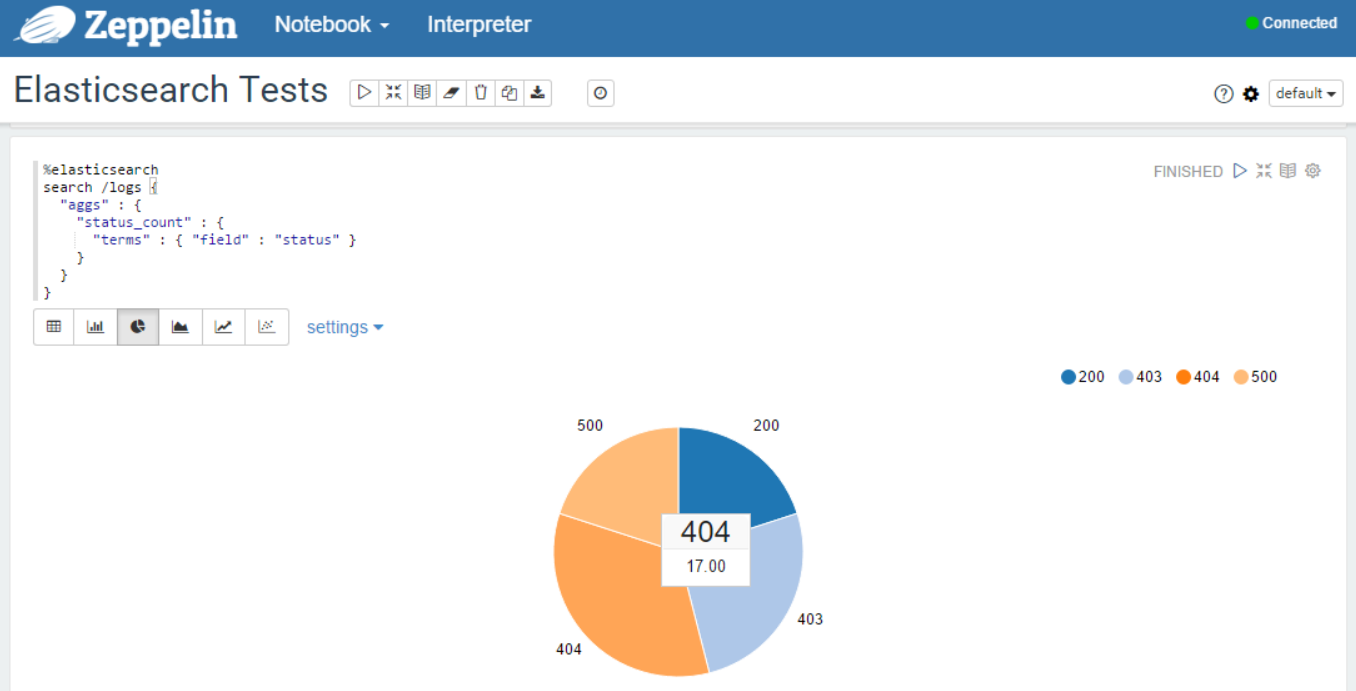 Zeppelin Notebook Interpreter Connected
Elasticsearch Tests default
%elasticsearch FINISHED
search /logs {
"aggs" : {
"status_count" : {
"terms" : { "field" : "status" }
}
}
}
settings
200 403 404 500
500 200
404
17.00
403
404